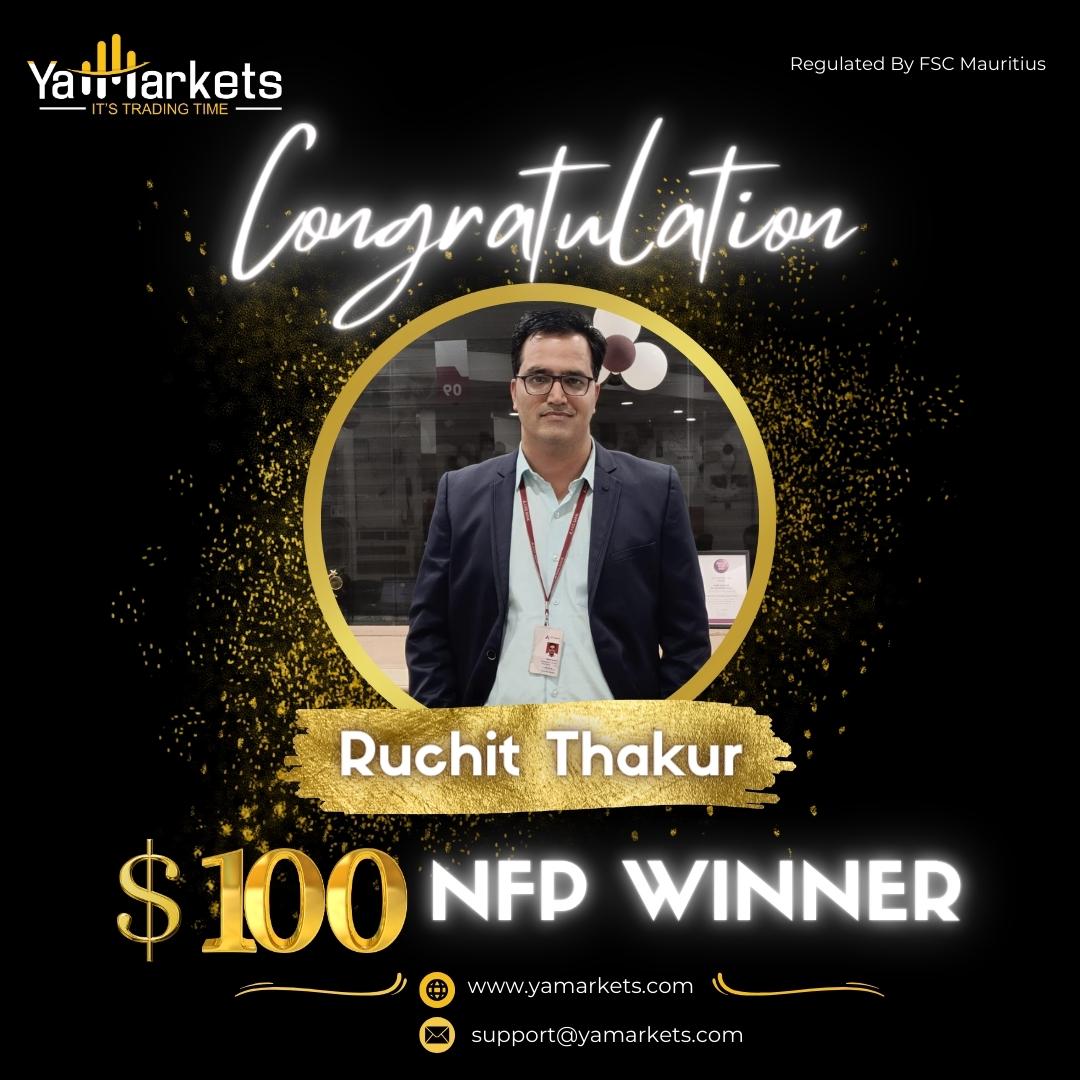 YaMarkets
IT'S TRADING TIME
Regulated By FSC Mauritius
Congratulation
Ruchit Thakur
$100 NFP WINNER
www.yamarkets.com
support@yamarkets.com